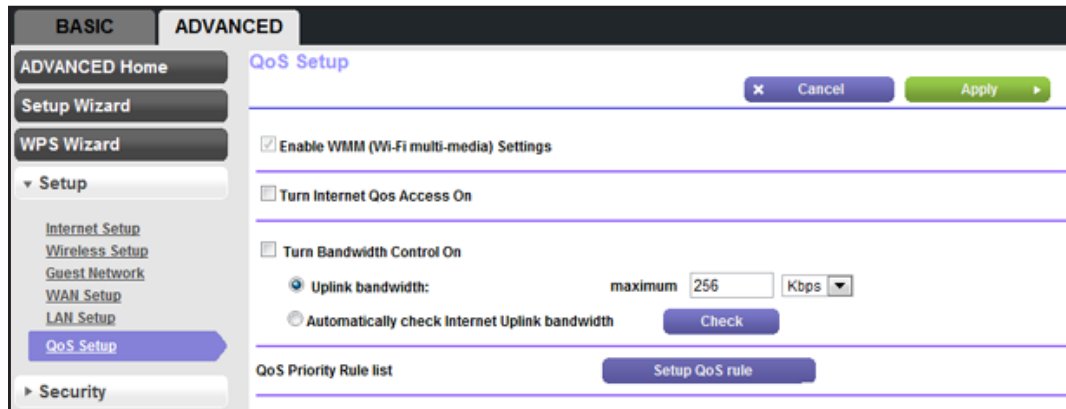 BASIC
ADVANCED
ADVANCED Home
Setup Wizard
WPS Wizard
Setup
Internet Setup
Wireless Setup
Guest Network
WAN Setup
LAN Setup
QoS Setup
Security
QoS Setup
Cancel
Apply
Enable WMM (Wi-Fi multi-media) Settings
Turn Internet Qos Access On
Turn Bandwidth Control On
Uplink bandwidth: maximum 256 Kbps
Automatically check Internet Uplink bandwidth Check
QoS Priority Rule list Setup QoS rule